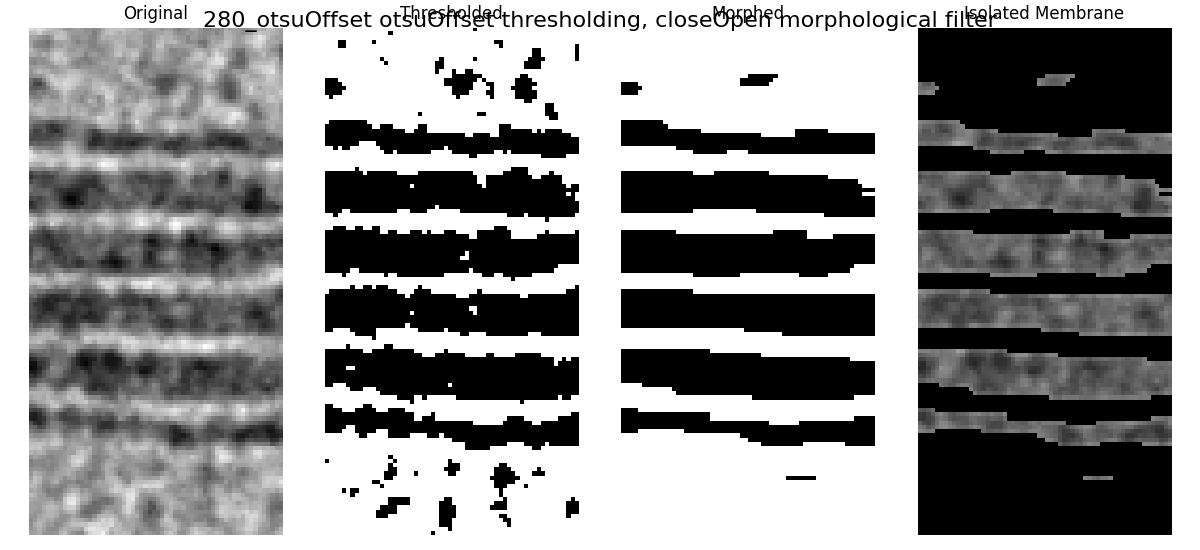 280_otsuOffset otsuOffset thresholding, closeOpen morphological filter
Original
Thresholded
Morphed
Isolated Membrane